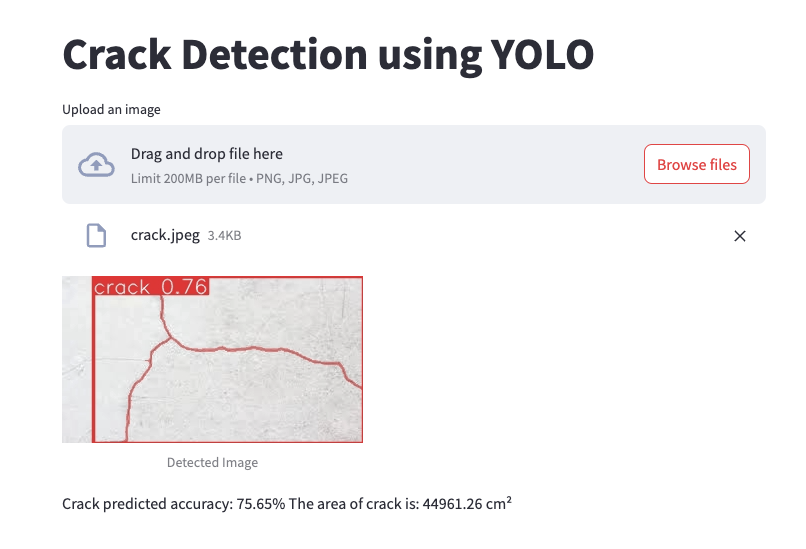 Crack Detection using YOLO
Upload an image
Drag and drop file here
Limit 200MB per file • PNG, JPG, JPEG
Browse files
crack.jpeg 3.4KB
crack 0.76
Detected Image
Crack predicted accuracy: 75.65% The area of crack is: 44961.26 cm²